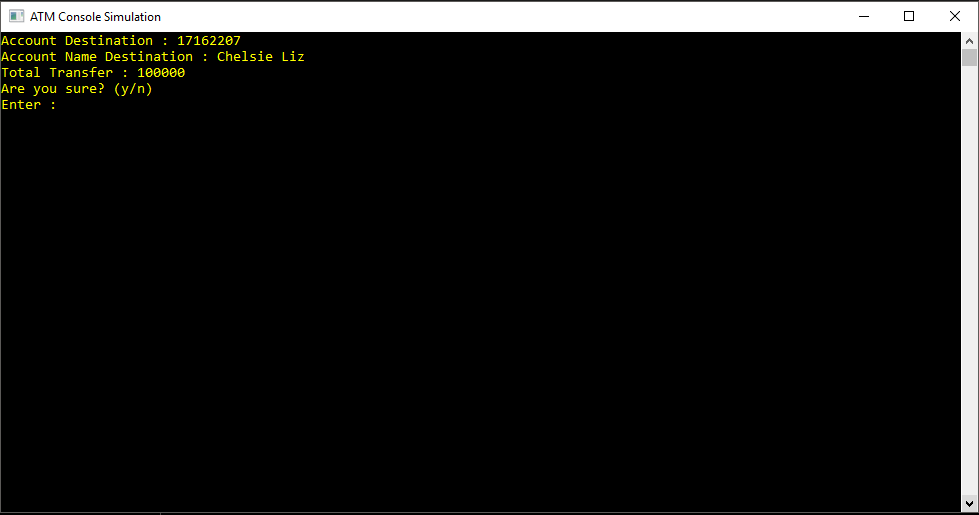 ATM Console Simulation
Account Destination : 17162207
Account Name Destination : Chelsie Liz
Total Transfer : 100000
Are you sure? (y/n)
Enter :